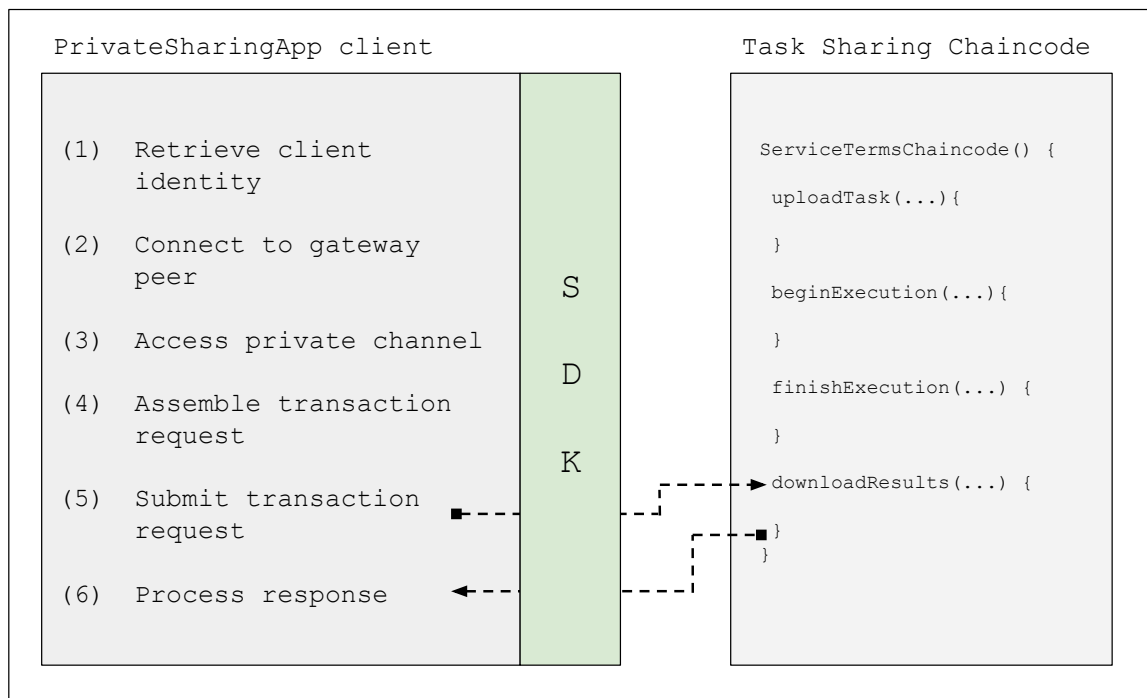 PrivateSharingApp client
(1) Retrieve client
identity
(2) Connect to gateway
peer
(3) Access private channel
(4) Assemble transaction
request
(5) Submit transaction
request
(6) Process response
S
D
K
Task Sharing Chaincode
ServiceTermsChaincode() {
uploadTask(...){
}
beginExecution(...){
}
finishExecution(...) {
}
downloadResults(...) {
}
}